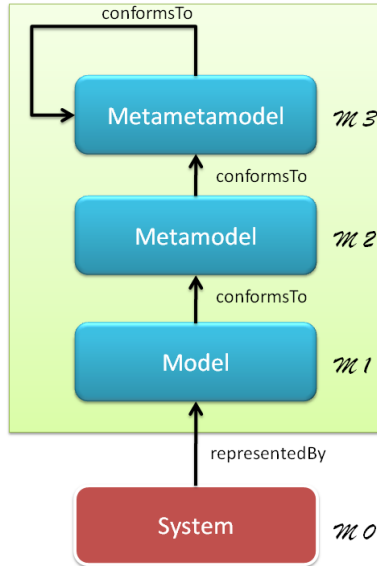 conformsTo
Metametamodel M3
conformsTo
Metamodel M2
conformsTo
Model M1
representedBy
System M0